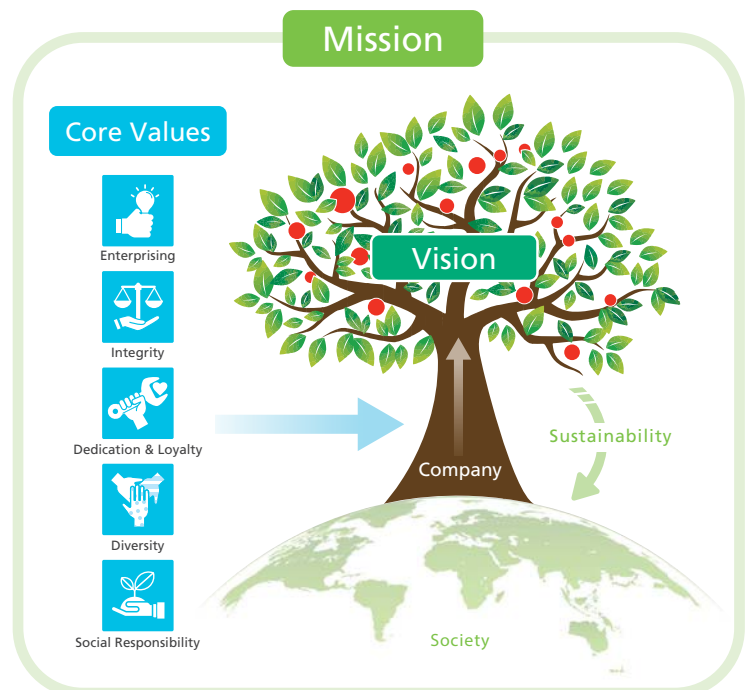 Mission
Core Values
Enterprising
Integrity
Dedication & Loyalty
Diversity
Social Responsibility
Vision
Company
Sustainability
Society